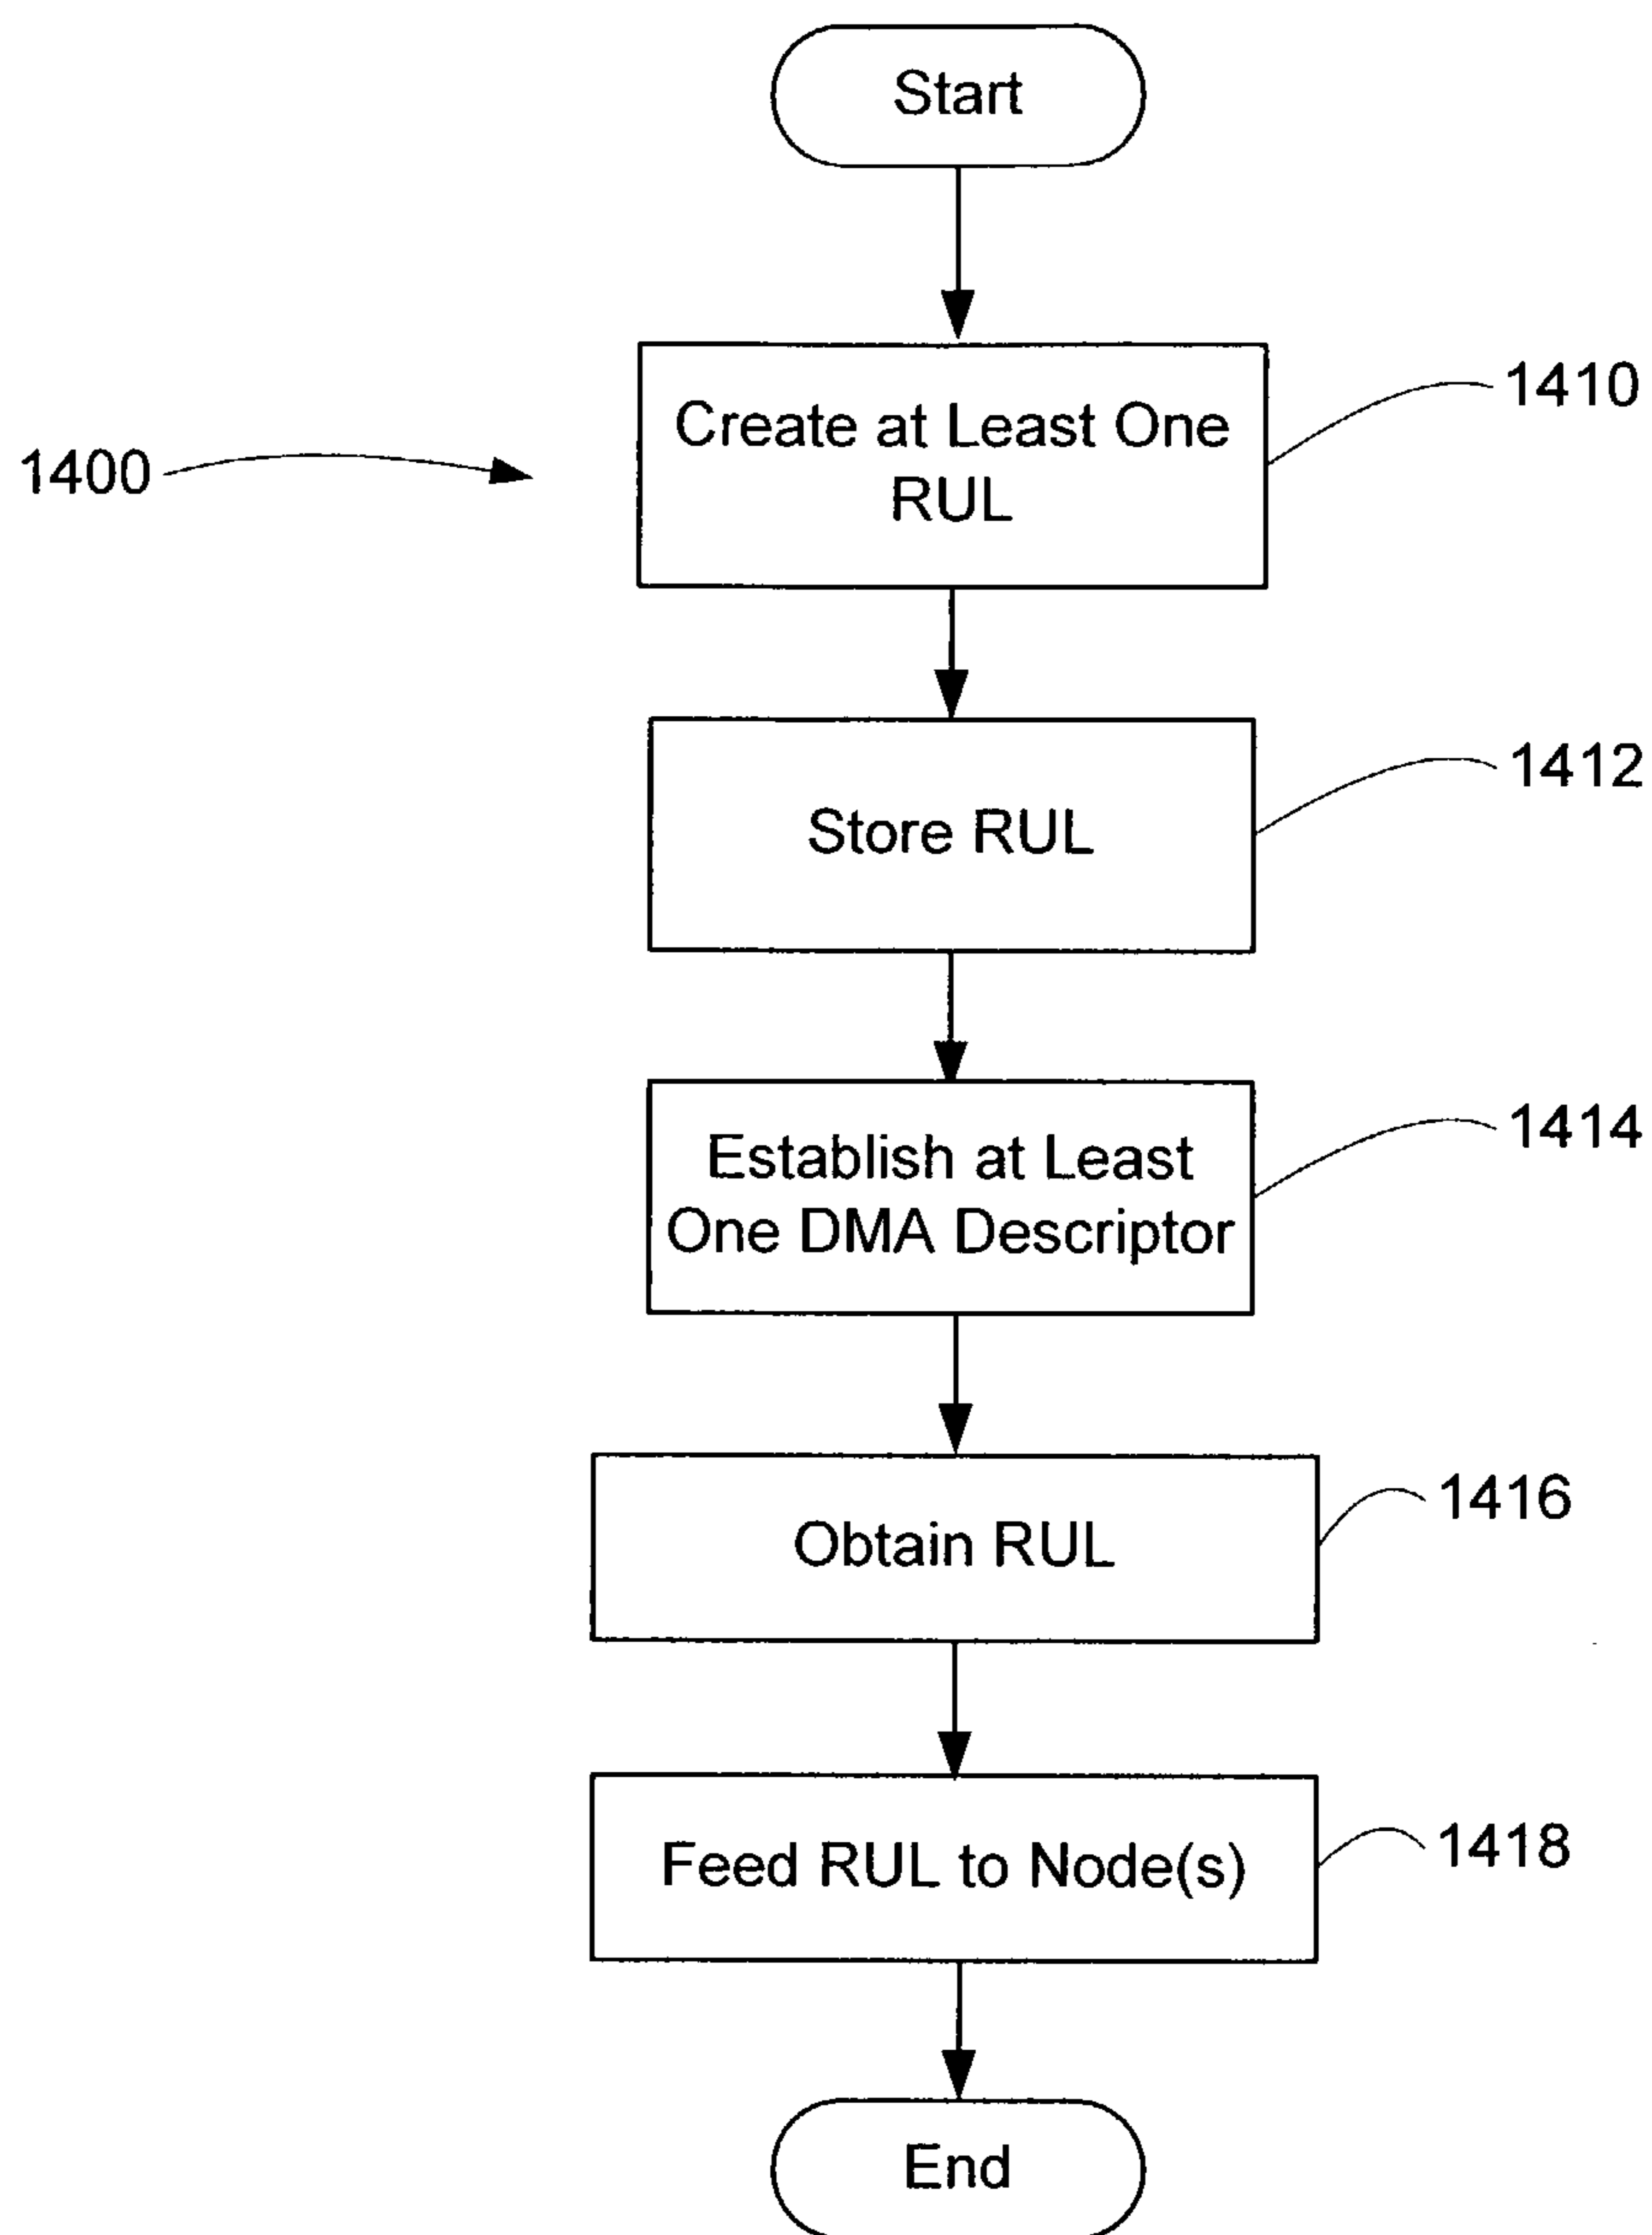 Start
Create at Least One
RUL
1410
1400
Store RUL
1412
Establish at Least
One DMA Descriptor
1414
Obtain RUL
1416
Feed RUL to Node(s)
1418
End